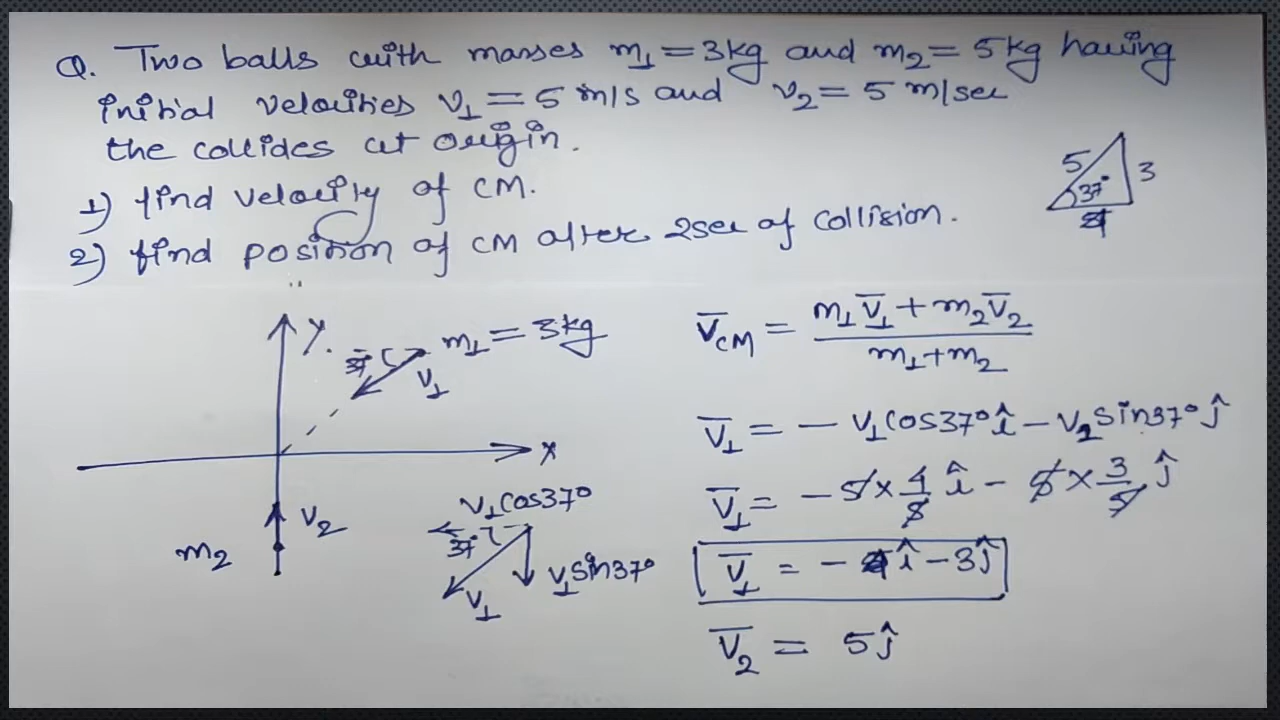 Q. Two balls with masses m₁ = 3kg and m₂ = 5kg having
initial velocities v₁ = 5 m/s and v₂ = 5 m/sec
the collides at origin.
1) find velocity of CM.
2) find position of CM after 2sec of collision.
5 3
37°
4
Y.
m₁ = 3kg
37°
V₁
X
V₂
m₂
V₁cos37°
37°
V₁sin37°
V₁
V̅CM = m₁V̅₁ + m₂V̅₂
m₁+m₂
V̅₁ = − V₁cos37° î − V₂sin37° ĵ
V̅₁ = − 5 × 4/5 î − 5 × 3/5 ĵ
V̅₁ = − 4î − 3ĵ
V̅₂ = 5ĵ